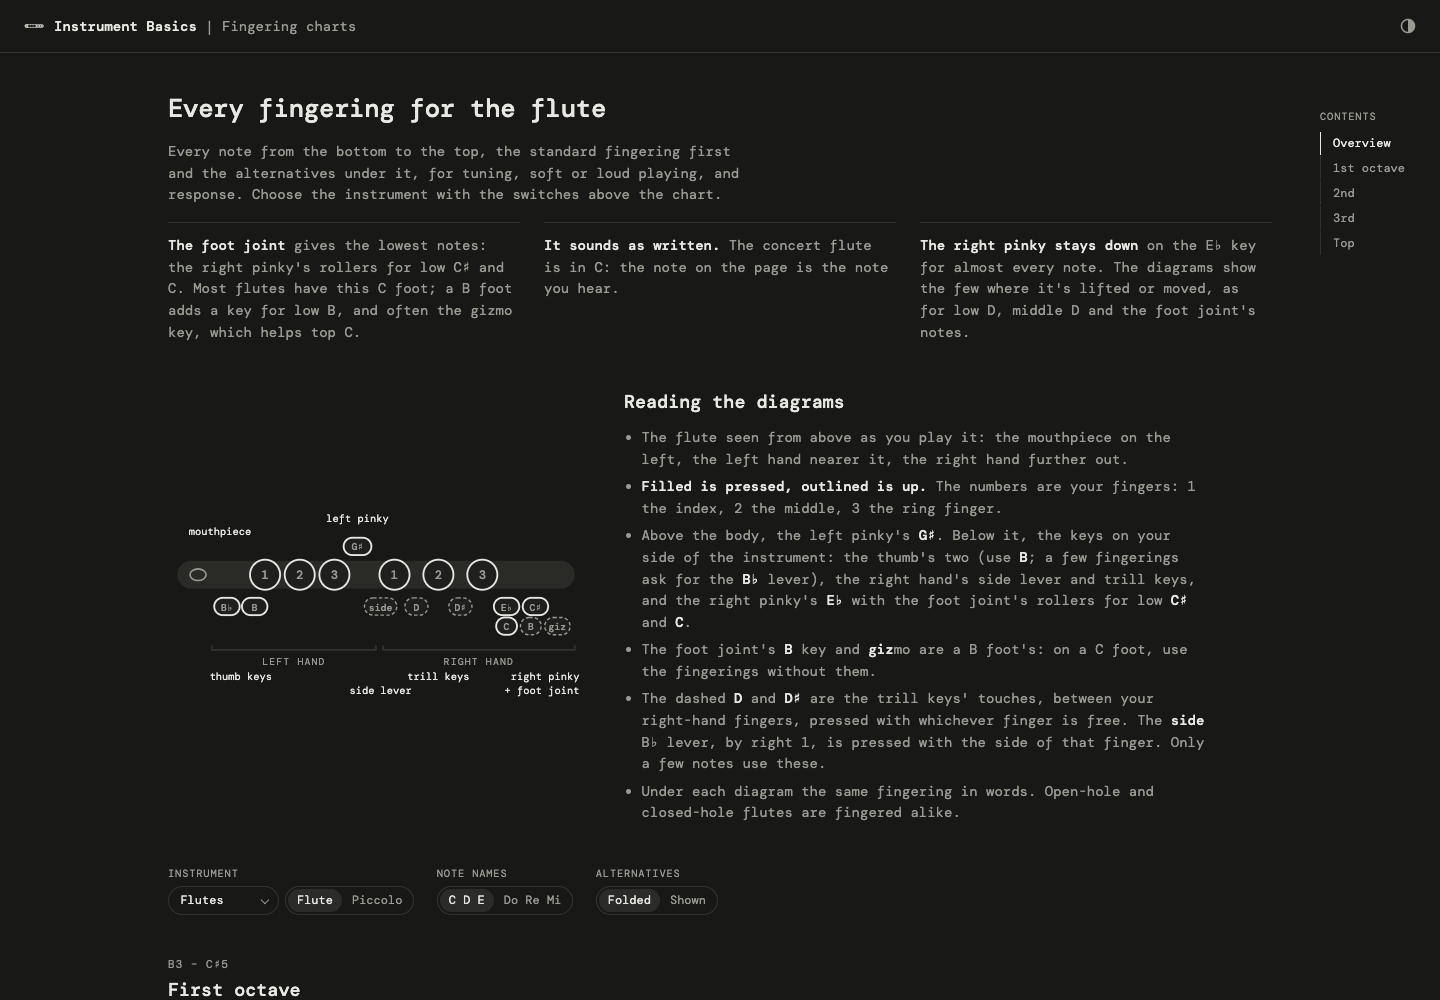 Instrument Basics | Fingering charts
Every fingering for the flute
Every note from the bottom to the top, the standard fingering first
and the alternatives under it, for tuning, soft or loud playing, and
response. Choose the instrument with the switches above the chart.
CONTENTS
Overview
1st octave
2nd
3rd
Top
The foot joint gives the lowest notes:
the right pinky's rollers for low C♯ and
C. Most flutes have this C foot; a B foot
adds a key for low B, and often the gizmo
key, which helps top C.
It sounds as written. The concert flute
is in C: the note on the page is the note
you hear.
The right pinky stays down on the E♭ key
for almost every note. The diagrams show
the few where it's lifted or moved, as
for low D, middle D and the foot joint's
notes.
mouthpiece
left pinky
G♯
1 2 3 1 2 3
B♭ B side D D♯ E♭ C♯
C B giz
LEFT HAND RIGHT HAND
thumb keys trill keys right pinky
side lever + foot joint
Reading the diagrams
• The flute seen from above as you play it: the mouthpiece on the
left, the left hand nearer it, the right hand further out.
• Filled is pressed, outlined is up. The numbers are your fingers: 1
the index, 2 the middle, 3 the ring finger.
• Above the body, the left pinky's G♯. Below it, the keys on your
side of the instrument: the thumb's two (use B; a few fingerings
ask for the B♭ lever), the right hand's side lever and trill keys,
and the right pinky's E♭ with the foot joint's rollers for low C♯
and C.
• The foot joint's B key and gizmo are a B foot's: on a C foot, use
the fingerings without them.
• The dashed D and D♯ are the trill keys' touches, between your
right-hand fingers, pressed with whichever finger is free. The side
B♭ lever, by right 1, is pressed with the side of that finger. Only
a few notes use these.
• Under each diagram the same fingering in words. Open-hole and
closed-hole flutes are fingered alike.
INSTRUMENT NOTE NAMES ALTERNATIVES
Flutes Flute Piccolo C D E Do Re Mi Folded Shown
B3 – C♯5
First octave